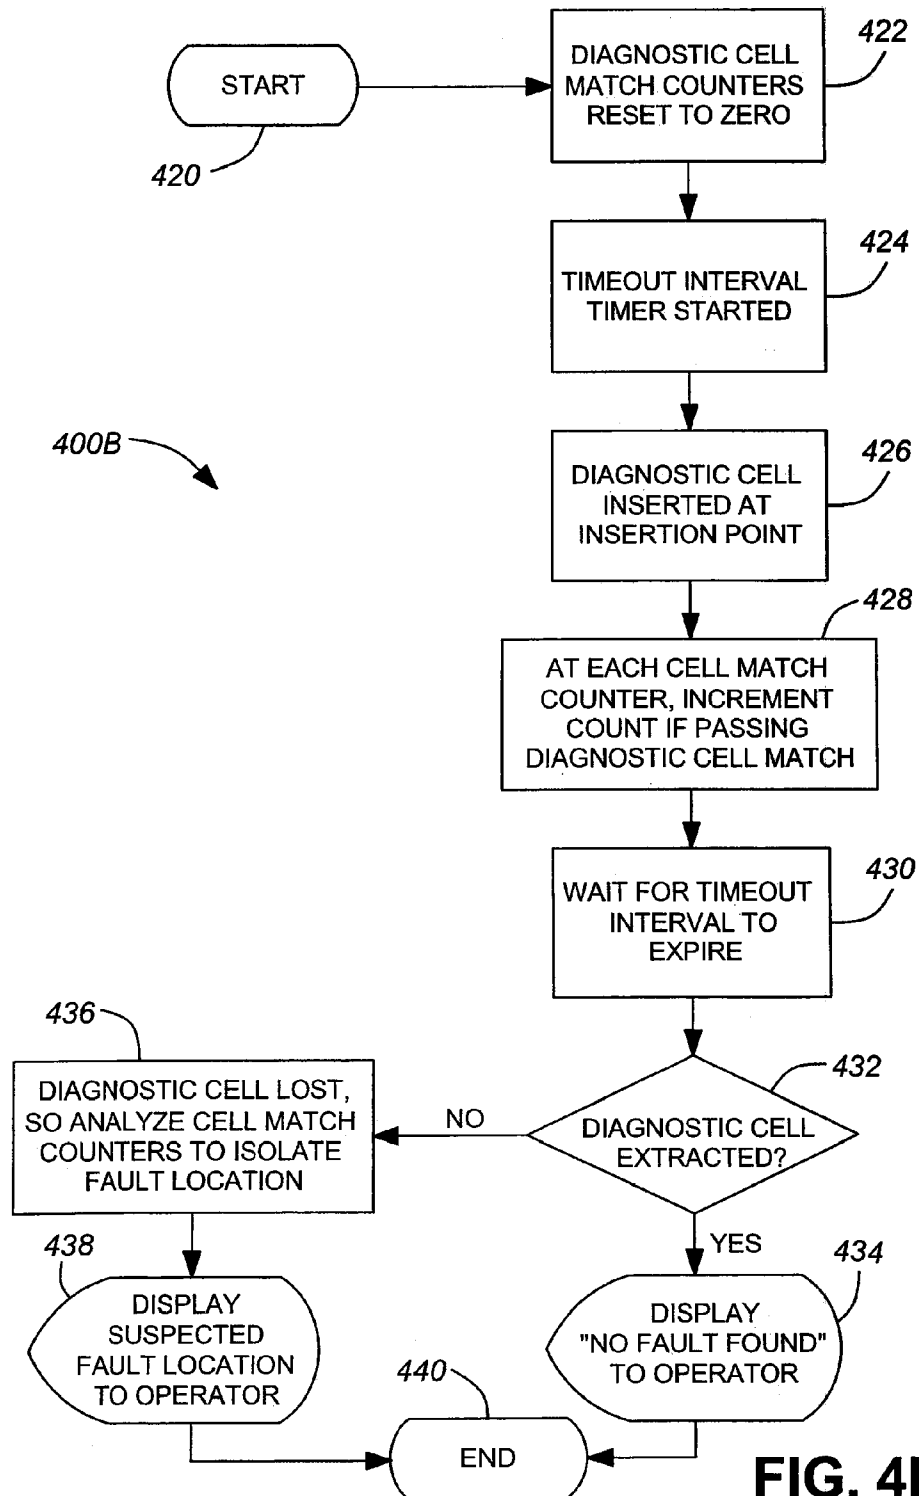 START
420
DIAGNOSTIC CELL
MATCH COUNTERS
RESET TO ZERO
422
TIMEOUT INTERVAL
TIMER STARTED
424
400B
DIAGNOSTIC CELL
INSERTED AT
INSERTION POINT
426
AT EACH CELL MATCH
COUNTER, INCREMENT
COUNT IF PASSING
DIAGNOSTIC CELL MATCH
428
WAIT FOR TIMEOUT
INTERVAL TO
EXPIRE
430
DIAGNOSTIC CELL
EXTRACTED?
432
NO
436
DIAGNOSTIC CELL LOST,
SO ANALYZE CELL MATCH
COUNTERS TO ISOLATE
FAULT LOCATION
YES
438
DISPLAY
SUSPECTED
FAULT LOCATION
TO OPERATOR
434
DISPLAY
"NO FAULT FOUND"
TO OPERATOR
440
END
FIG.